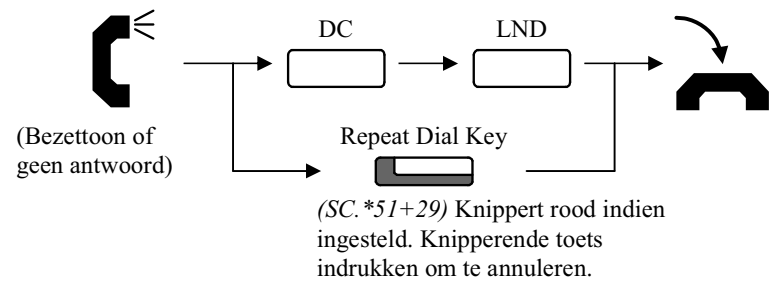 DC LND
(Bezettoon of
geen antwoord)
Repeat Dial Key
(SC.*51+29) Knippert rood indien
ingesteld. Knipperende toets
indrukken om te annuleren.